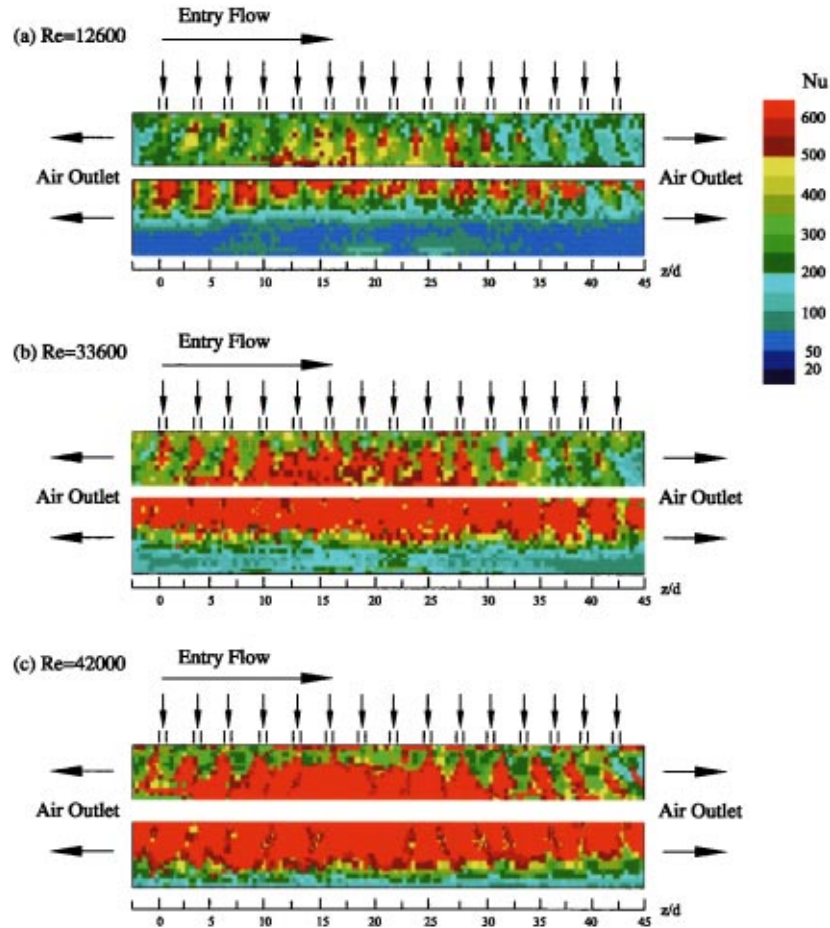 Entry Flow
(a) Re=12600
Nu
600
500
400
300
200
100
50
20
Air Outlet
Air Outlet
z/d
0 5 10 15 20 25 30 35 40 45
Entry Flow
(b) Re=33600
Air Outlet
Air Outlet
z/d
0 5 10 15 20 25 30 35 40 45
(c) Re=42000
Entry Flow
Air Outlet
Air Outlet
z/d
0 5 10 15 20 25 30 35 40 45